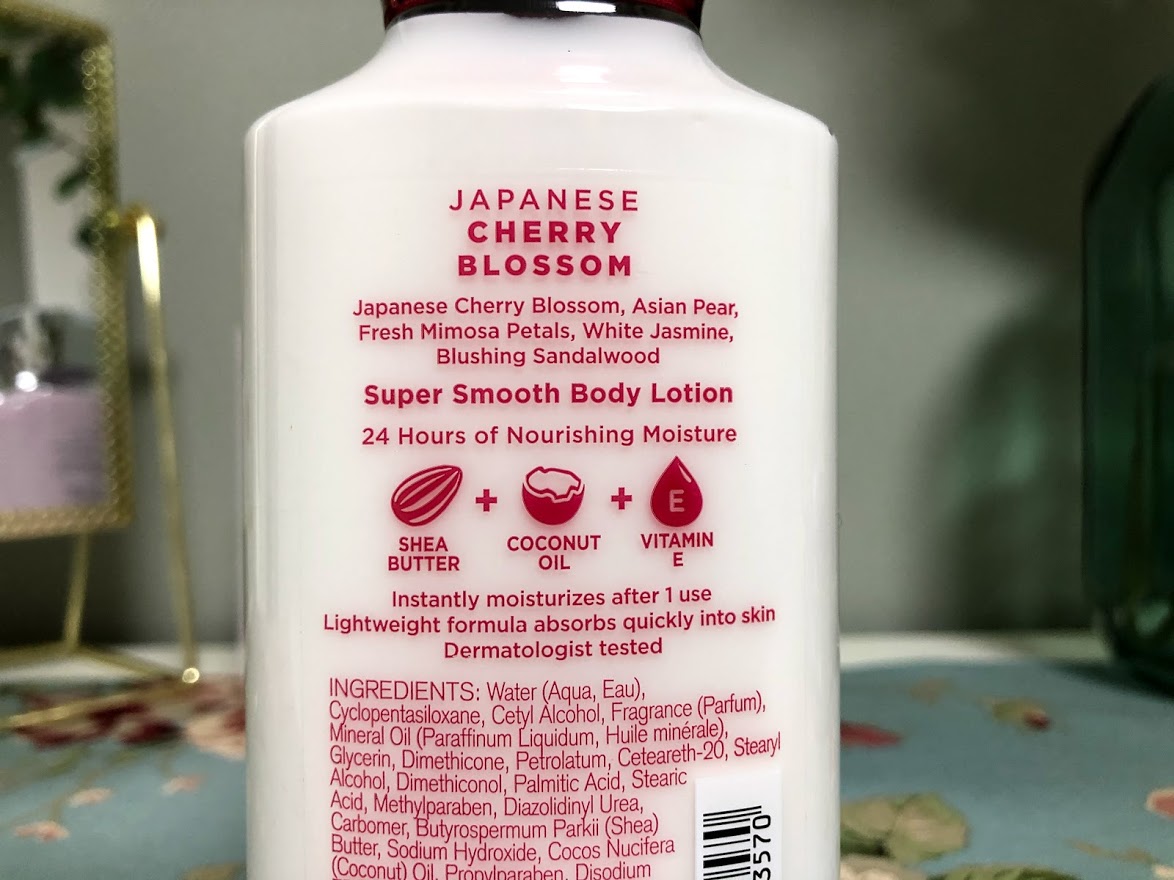 JAPANESE
CHERRY
BLOSSOM
Japanese Cherry Blossom, Asian Pear,
Fresh Mimosa Petals, White Jasmine,
Blushing Sandalwood
Super Smooth Body Lotion
24 Hours of Nourishing Moisture
+ + E
SHEA BUTTER
COCONUT OIL
VITAMIN E
Instantly moisturizes after 1 use
Lightweight formula absorbs quickly into skin
Dermatologist tested
INGREDIENTS: Water (Aqua, Eau),
Cyclopentasiloxane, Cetyl Alcohol, Fragrance (Parfum),
Mineral Oil (Paraffinum Liquidum, Huile minérale),
Glycerin, Dimethicone, Petrolatum, Ceteareth-20, Stearyl
Alcohol, Dimethiconol, Palmitic Acid, Stearic
Acid, Methylparaben, Diazolidinyl Urea,
Carbomer, Butyrospermum Parkii (Shea)
Butter, Sodium Hydroxide, Cocos Nucifera
(Coconut) Oil, Propylparaben, Disodium
3570